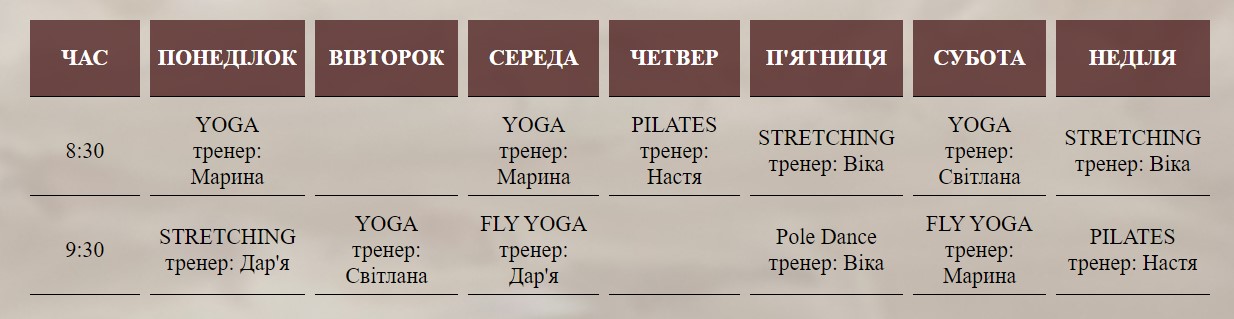 ЧАС ПОНЕДІЛОК ВІВТОРОК СЕРЕДА ЧЕТВЕР П'ЯТНИЦЯ СУБОТА НЕДІЛЯ
8:30
YOGA
тренер:
Марина
YOGA
тренер:
Марина
PILATES
тренер:
Настя
STRETCHING
тренер: Віка
YOGA
тренер:
Світлана
STRETCHING
тренер: Віка
9:30
STRETCHING
тренер: Дар'я
YOGA
тренер:
Світлана
FLY YOGA
тренер:
Дар'я
Pole Dance
тренер: Віка
FLY YOGA
тренер:
Марина
PILATES
тренер: Настя